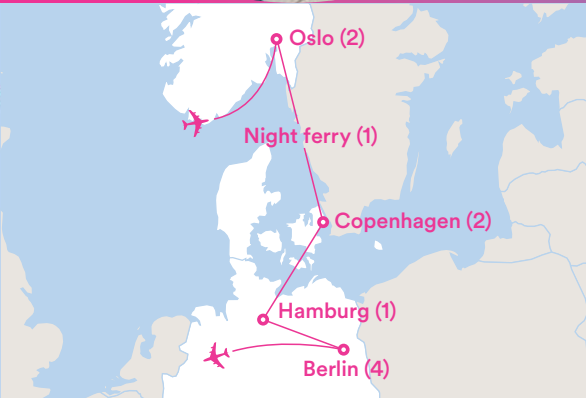 Oslo (2)
Night ferry (1)
Copenhagen (2)
Hamburg (1)
Berlin (4)